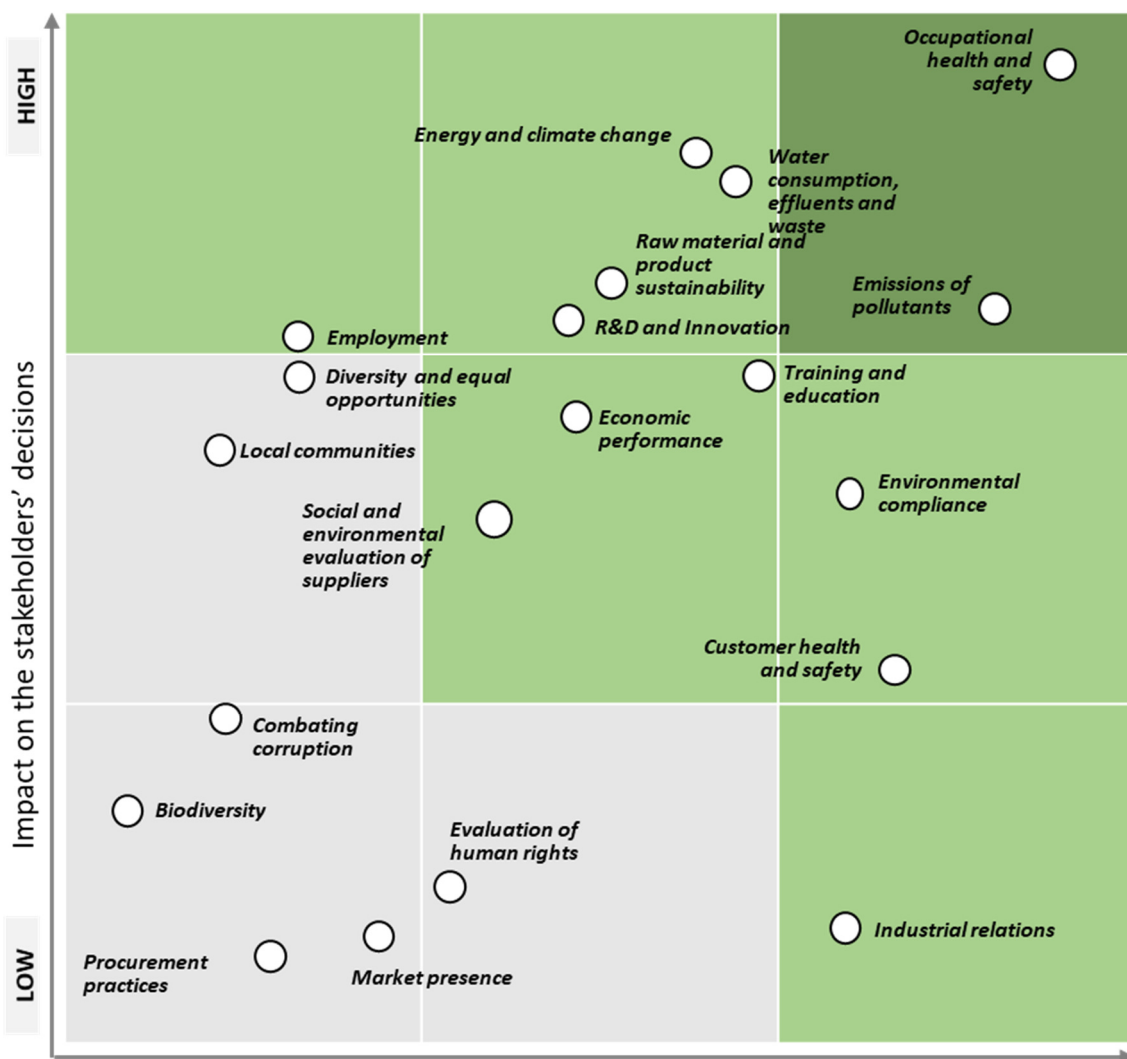 HIGH
Impact on the stakeholders' decisions
LOW
Occupational
health and
safety
Energy and climate change
Water
consumption,
effluents and
waste
Raw material and
product
sustainability
Emissions of
pollutants
R&D and Innovation
Employment
Diversity and equal
opportunities
Training and
education
Economic
performance
Local communities
Environmental
compliance
Social and
environmental
evaluation of
suppliers
Customer health
and safety
Combating
corruption
Biodiversity
Evaluation of
human rights
Industrial relations
Procurement
practices
Market presence